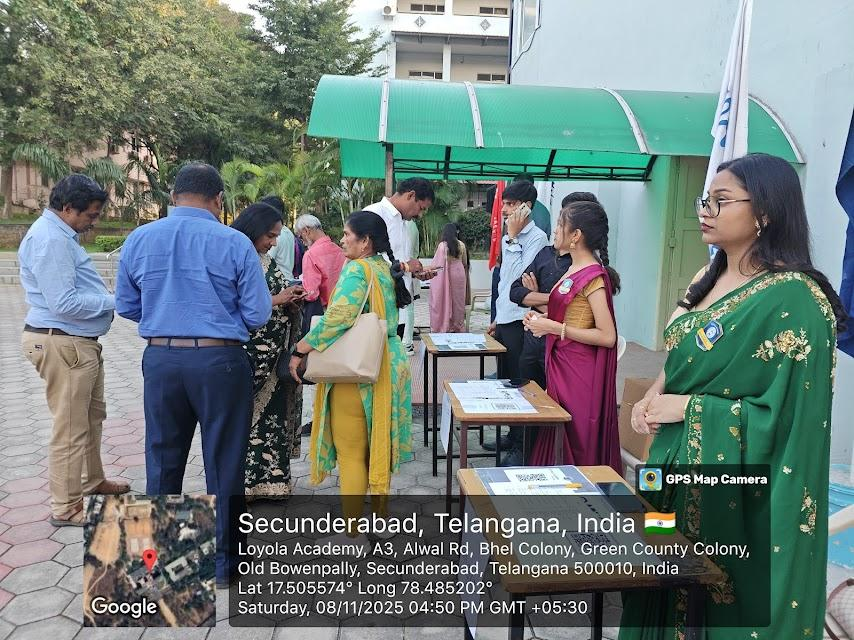 GPS Map Camera
Secunderabad, Telangana, India
Loyola Academy, A3, Alwal Rd, Bhel Colony, Green County Colony,
Old Bowenpally, Secunderabad, Telangana 500010, India
Lat 17.505574° Long 78.485202°
Saturday, 08/11/2025 04:50 PM GMT +05:30
Google